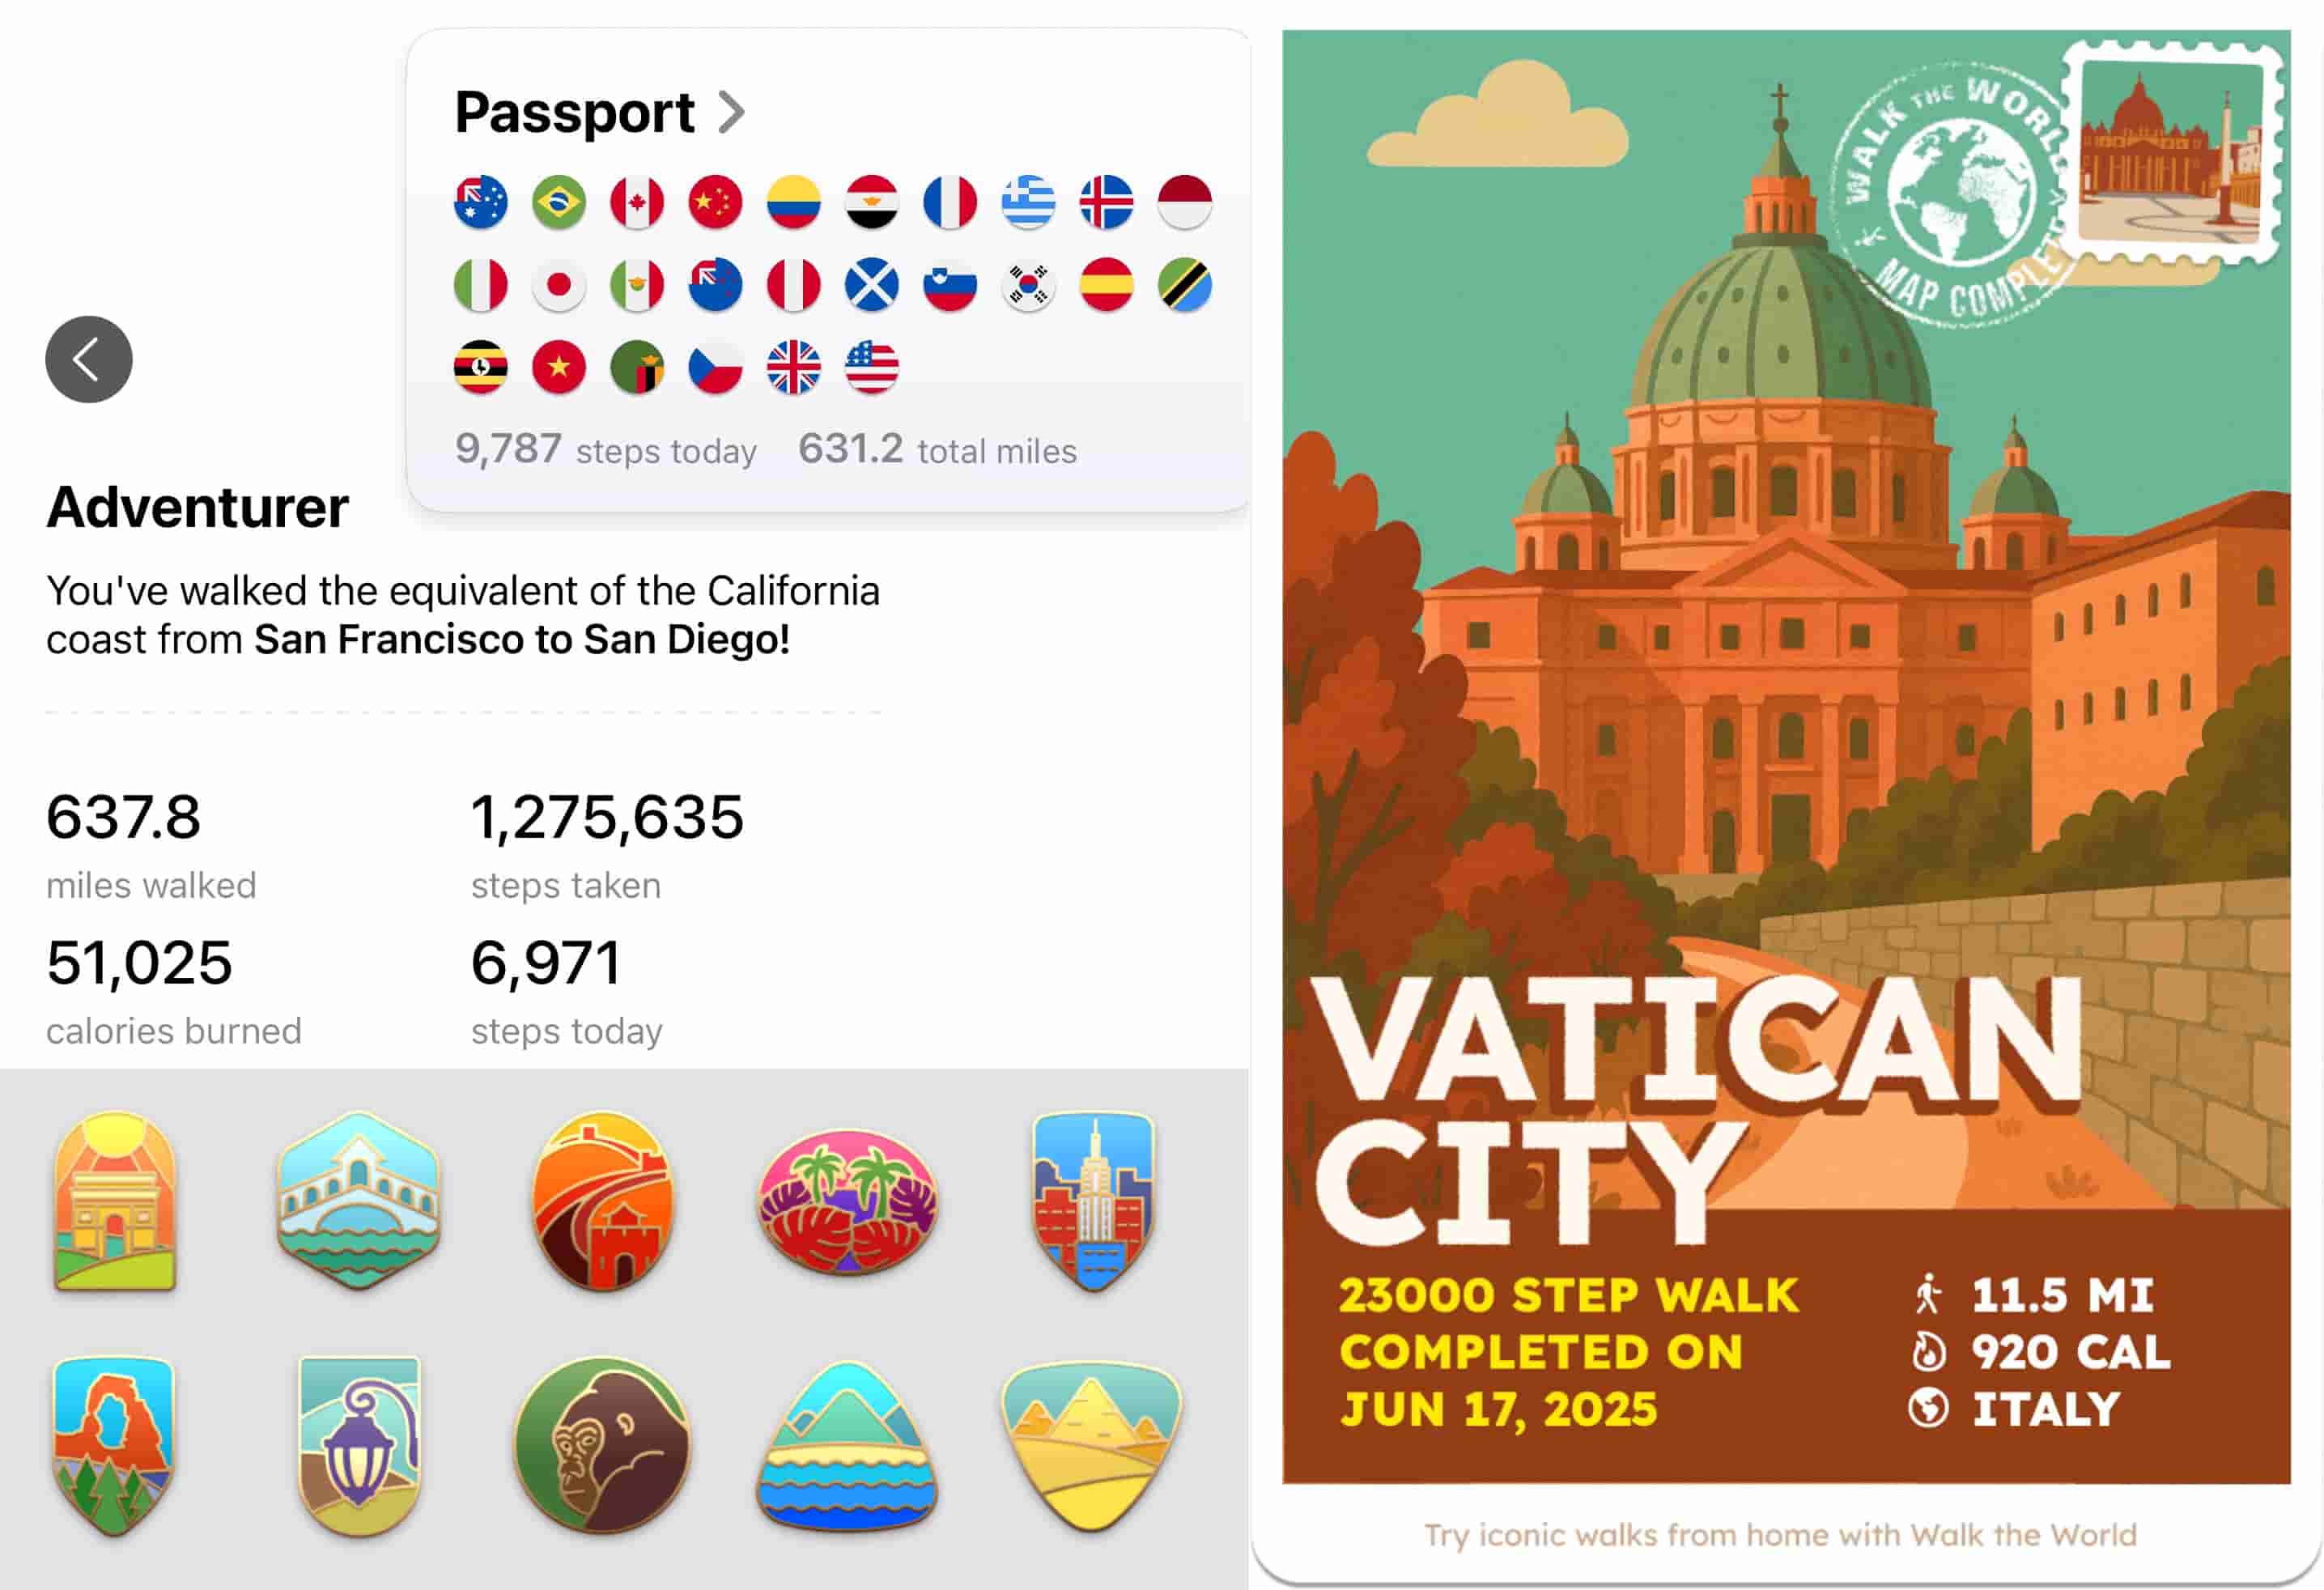 Passport
9,787 steps today 631.2 total miles
Adventurer
You've walked the equivalent of the California
coast from San Francisco to San Diego!
637.8
miles walked
1,275,635
steps taken
51,025
calories burned
6,971
steps today
WALK THE WORLD
MAP COMPLETE
VATICAN
CITY
23000 STEP WALK
COMPLETED ON
JUN 17, 2025
11.5 MI
920 CAL
ITALY
Try iconic walks from home with Walk the World